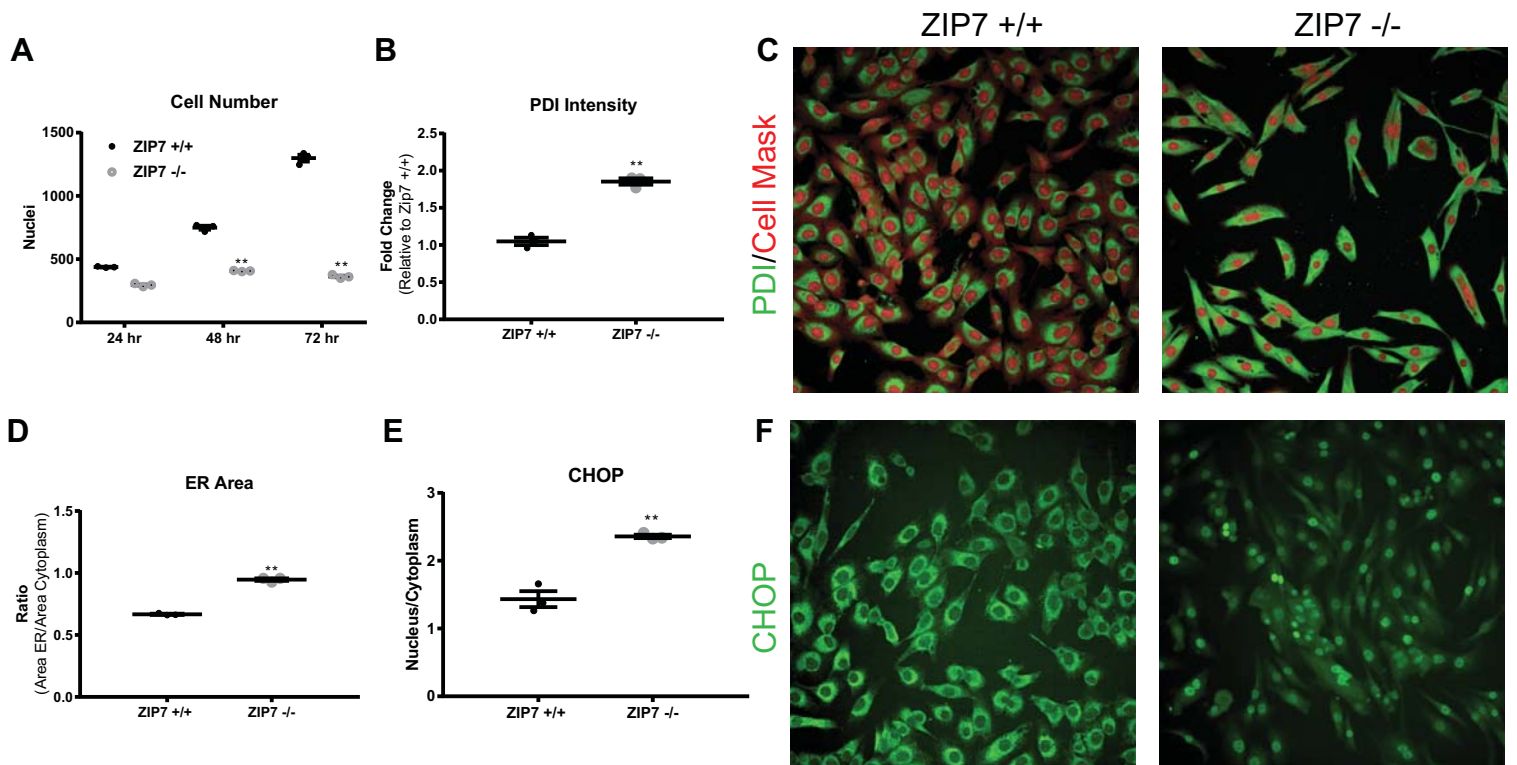 ZIP7 +/+
ZIP7 -/-
A
Cell Number
1500
1000
500
0
Nuclei
ZIP7 +/+
ZIP7 -/-
**
**
24 hr
48 hr
72 hr
B
PDI Intensity
2.5
2.0
1.5
1.0
0.5
0.0
Fold Change
(Relative to Zip7 +/+)
**
ZIP7 +/+
ZIP7 -/-
C
PDI/Cell Mask
D
ER Area
1.5
1.0
0.5
0.0
Ratio
(Area ER/Area Cytoplasm)
**
ZIP7 +/+
ZIP7 -/-
E
CHOP
3
2
1
0
Nucleus/Cytoplasm
**
ZIP7 +/+
ZIP7 -/-
F
CHOP